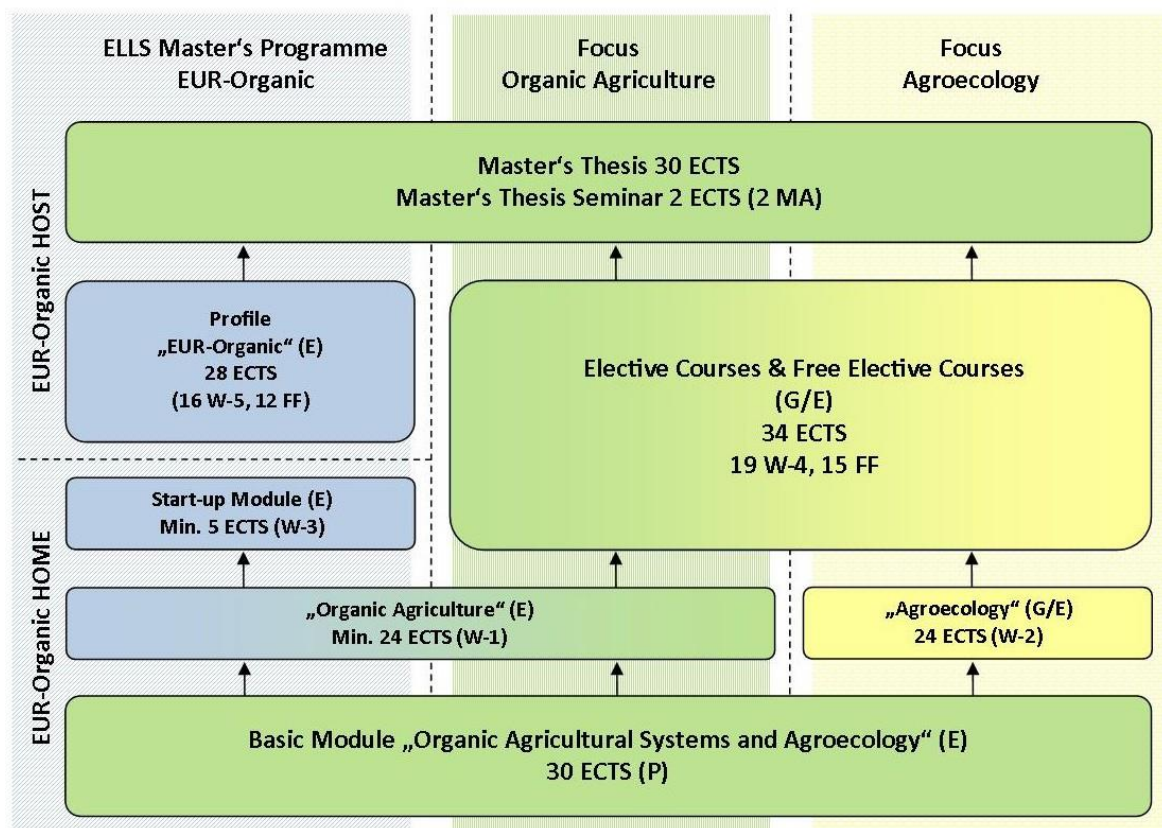 ELLS Master‘s Programme
EUR-Organic
Focus
Organic Agriculture
Focus
Agroecology
EUR-Organic HOST
Master‘s Thesis 30 ECTS
Master‘s Thesis Seminar 2 ECTS (2 MA)
Profile
„EUR-Organic“ (E)
28 ECTS
(16 W-5, 12 FF)
Elective Courses & Free Elective Courses
(G/E)
34 ECTS
19 W-4, 15 FF
EUR-Organic HOME
Start-up Module (E)
Min. 5 ECTS (W-3)
„Organic Agriculture“ (E)
Min. 24 ECTS (W-1)
„Agroecology“ (G/E)
24 ECTS (W-2)
Basic Module „Organic Agricultural Systems and Agroecology“ (E)
30 ECTS (P)